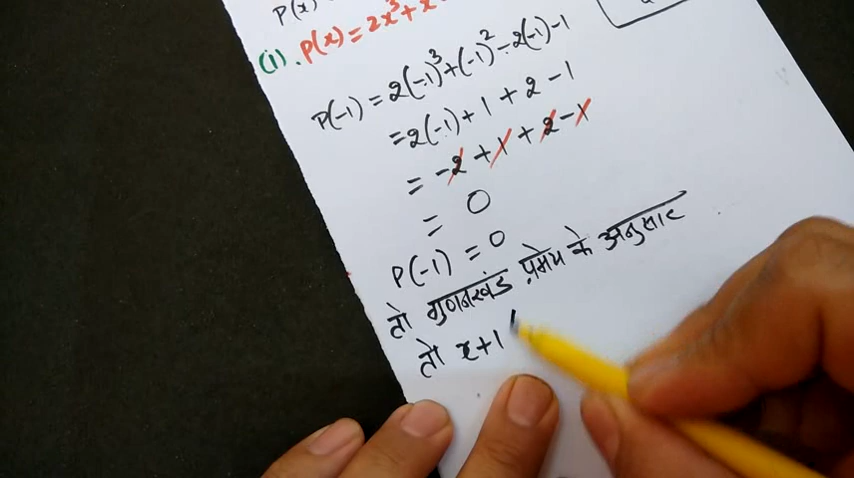 P(x)
(i). P(x) = 2x³ + x
P(-1) = 2(-1)³ + (-1)² - 2(-1) - 1
= 2(-1) + 1 + 2 - 1
= -2 + 1 + 2 - 1
= 0
P(-1) = 0
तो गुणनखंड प्रमेय के अनुसार
तो x+1